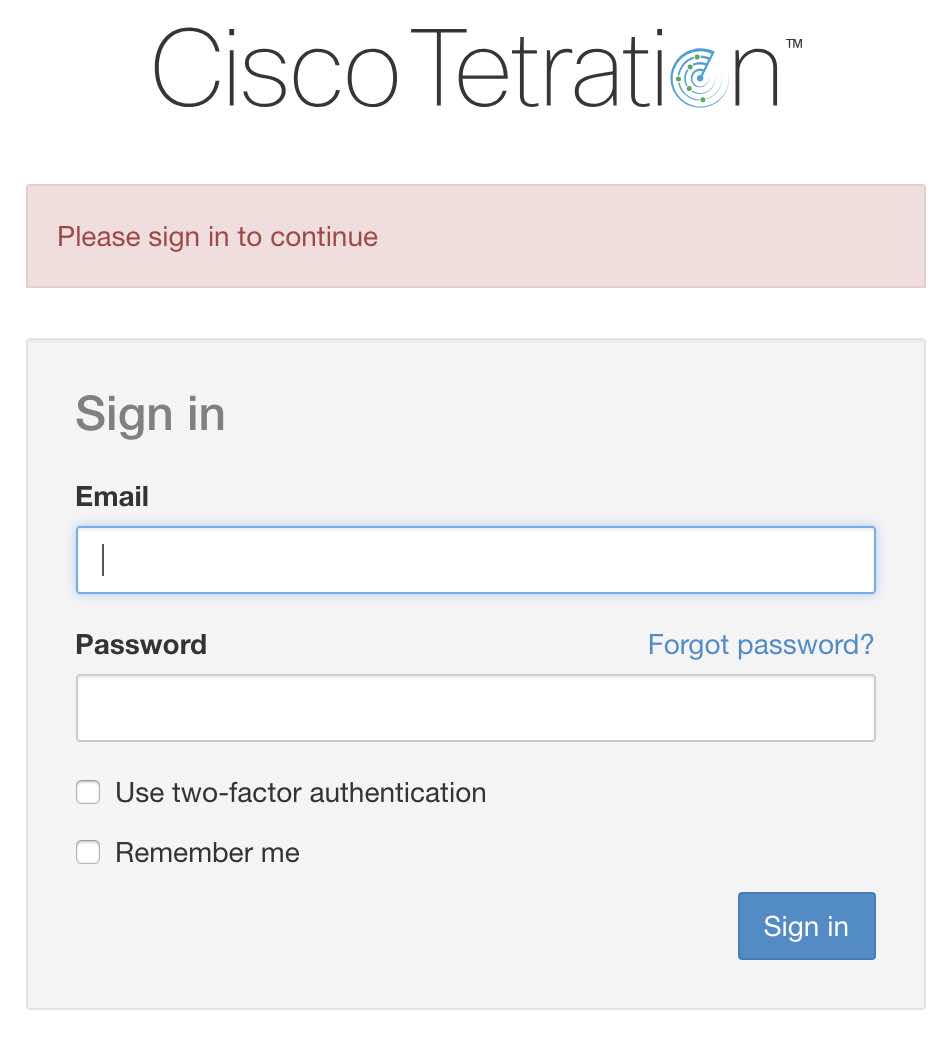 Cisco Tetration™
Please sign in to continue
Sign in
Email
Password Forgot password?
Use two-factor authentication
Remember me
Sign in